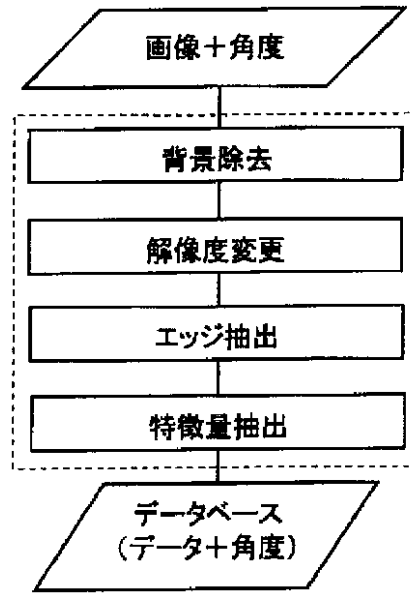 画像＋角度
背景除去
解像度変更
エッジ抽出
特徴量抽出
データベース
(データ＋角度)